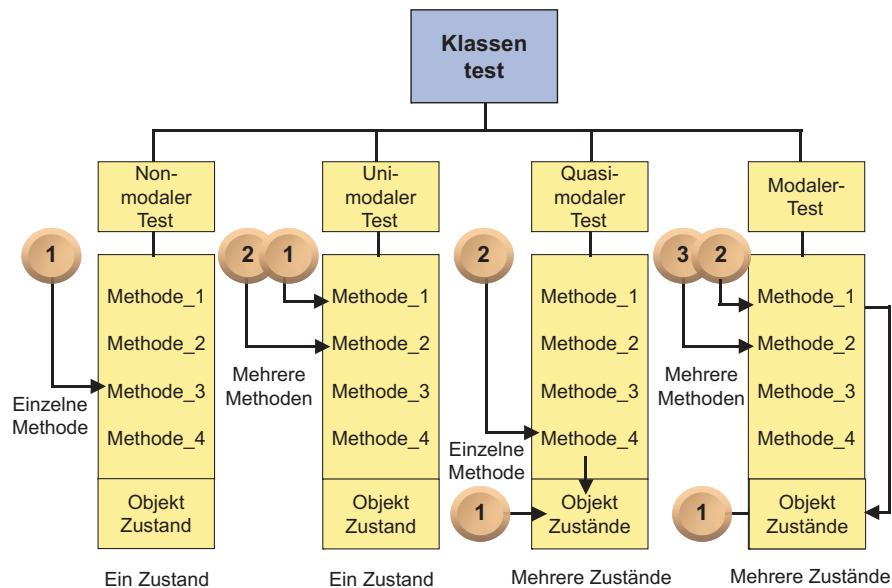 Klassen
test
Non-
modaler
Test
Uni-
modaler
Test
Quasi-
modaler
Test
Modaler-
Test
1
Methode_1
Methode_2
Methode_3
Methode_4
Einzelne
Methode
Objekt
Zustand
Ein Zustand
2
1
Methode_1
Methode_2
Methode_3
Methode_4
Mehrere
Methoden
Objekt
Zustand
Ein Zustand
2
Methode_1
Methode_2
Methode_3
Methode_4
Einzelne
Methode
1
Objekt
Zustände
Mehrere Zustände
3
2
Methode_1
Methode_2
Methode_3
Methode_4
Mehrere
Methoden
1
Objekt
Zustände
Mehrere Zustände